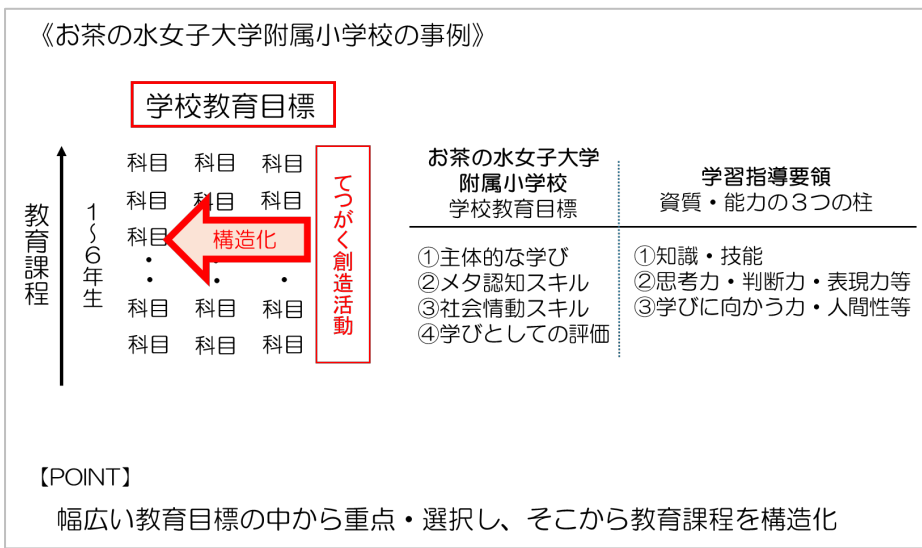 《お茶の水女子大学附属小学校の事例》
学校教育目標
教育課程
1~6年生
科目 科目 科目
科目 科目 科目
科目
・ ・ ・
・ ・ ・
科目 科目 科目
科目 科目 科目
構造化
てつがく創造活動
お茶の水女子大学
附属小学校
学校教育目標
①主体的な学び
②メタ認知スキル
③社会情動スキル
④学びとしての評価
学習指導要領
資質・能力の3つの柱
①知識・技能
②思考力・判断力・表現力等
③学びに向かう力・人間性等
【POINT】
幅広い教育目標の中から重点・選択し、そこから教育課程を構造化